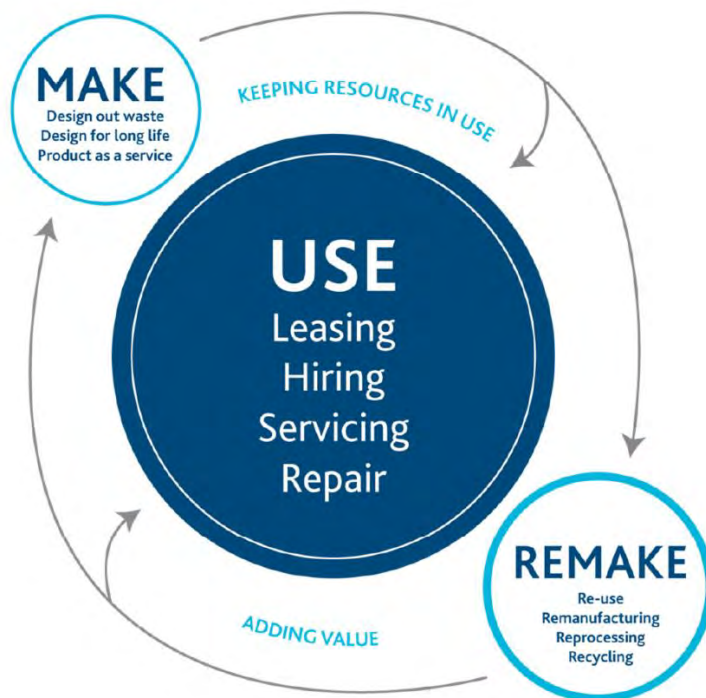 MAKE
Design out waste
Design for long life
Product as a service
KEEPING RESOURCES IN USE
USE
Leasing
Hiring
Servicing
Repair
REMAKE
Re-use
Remanufacturing
Reprocessing
Recycling
ADDING VALUE